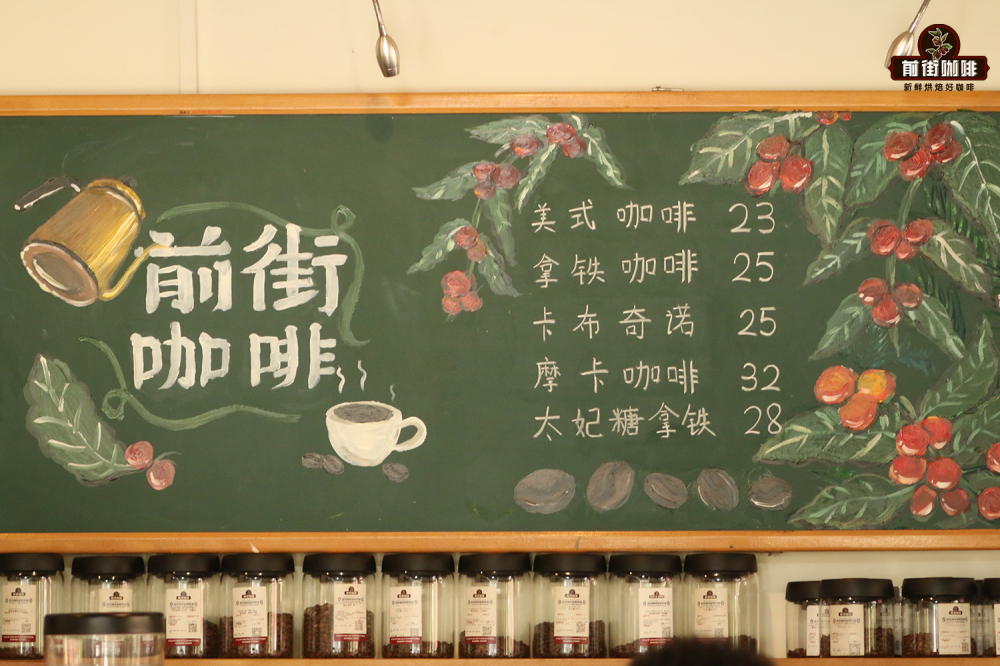 前街咖啡
新鲜烘焙好咖啡
前街
咖啡
美式咖啡 23
拿铁咖啡 25
卡布奇诺 25
摩卡咖啡 32
太妃糖拿铁 28